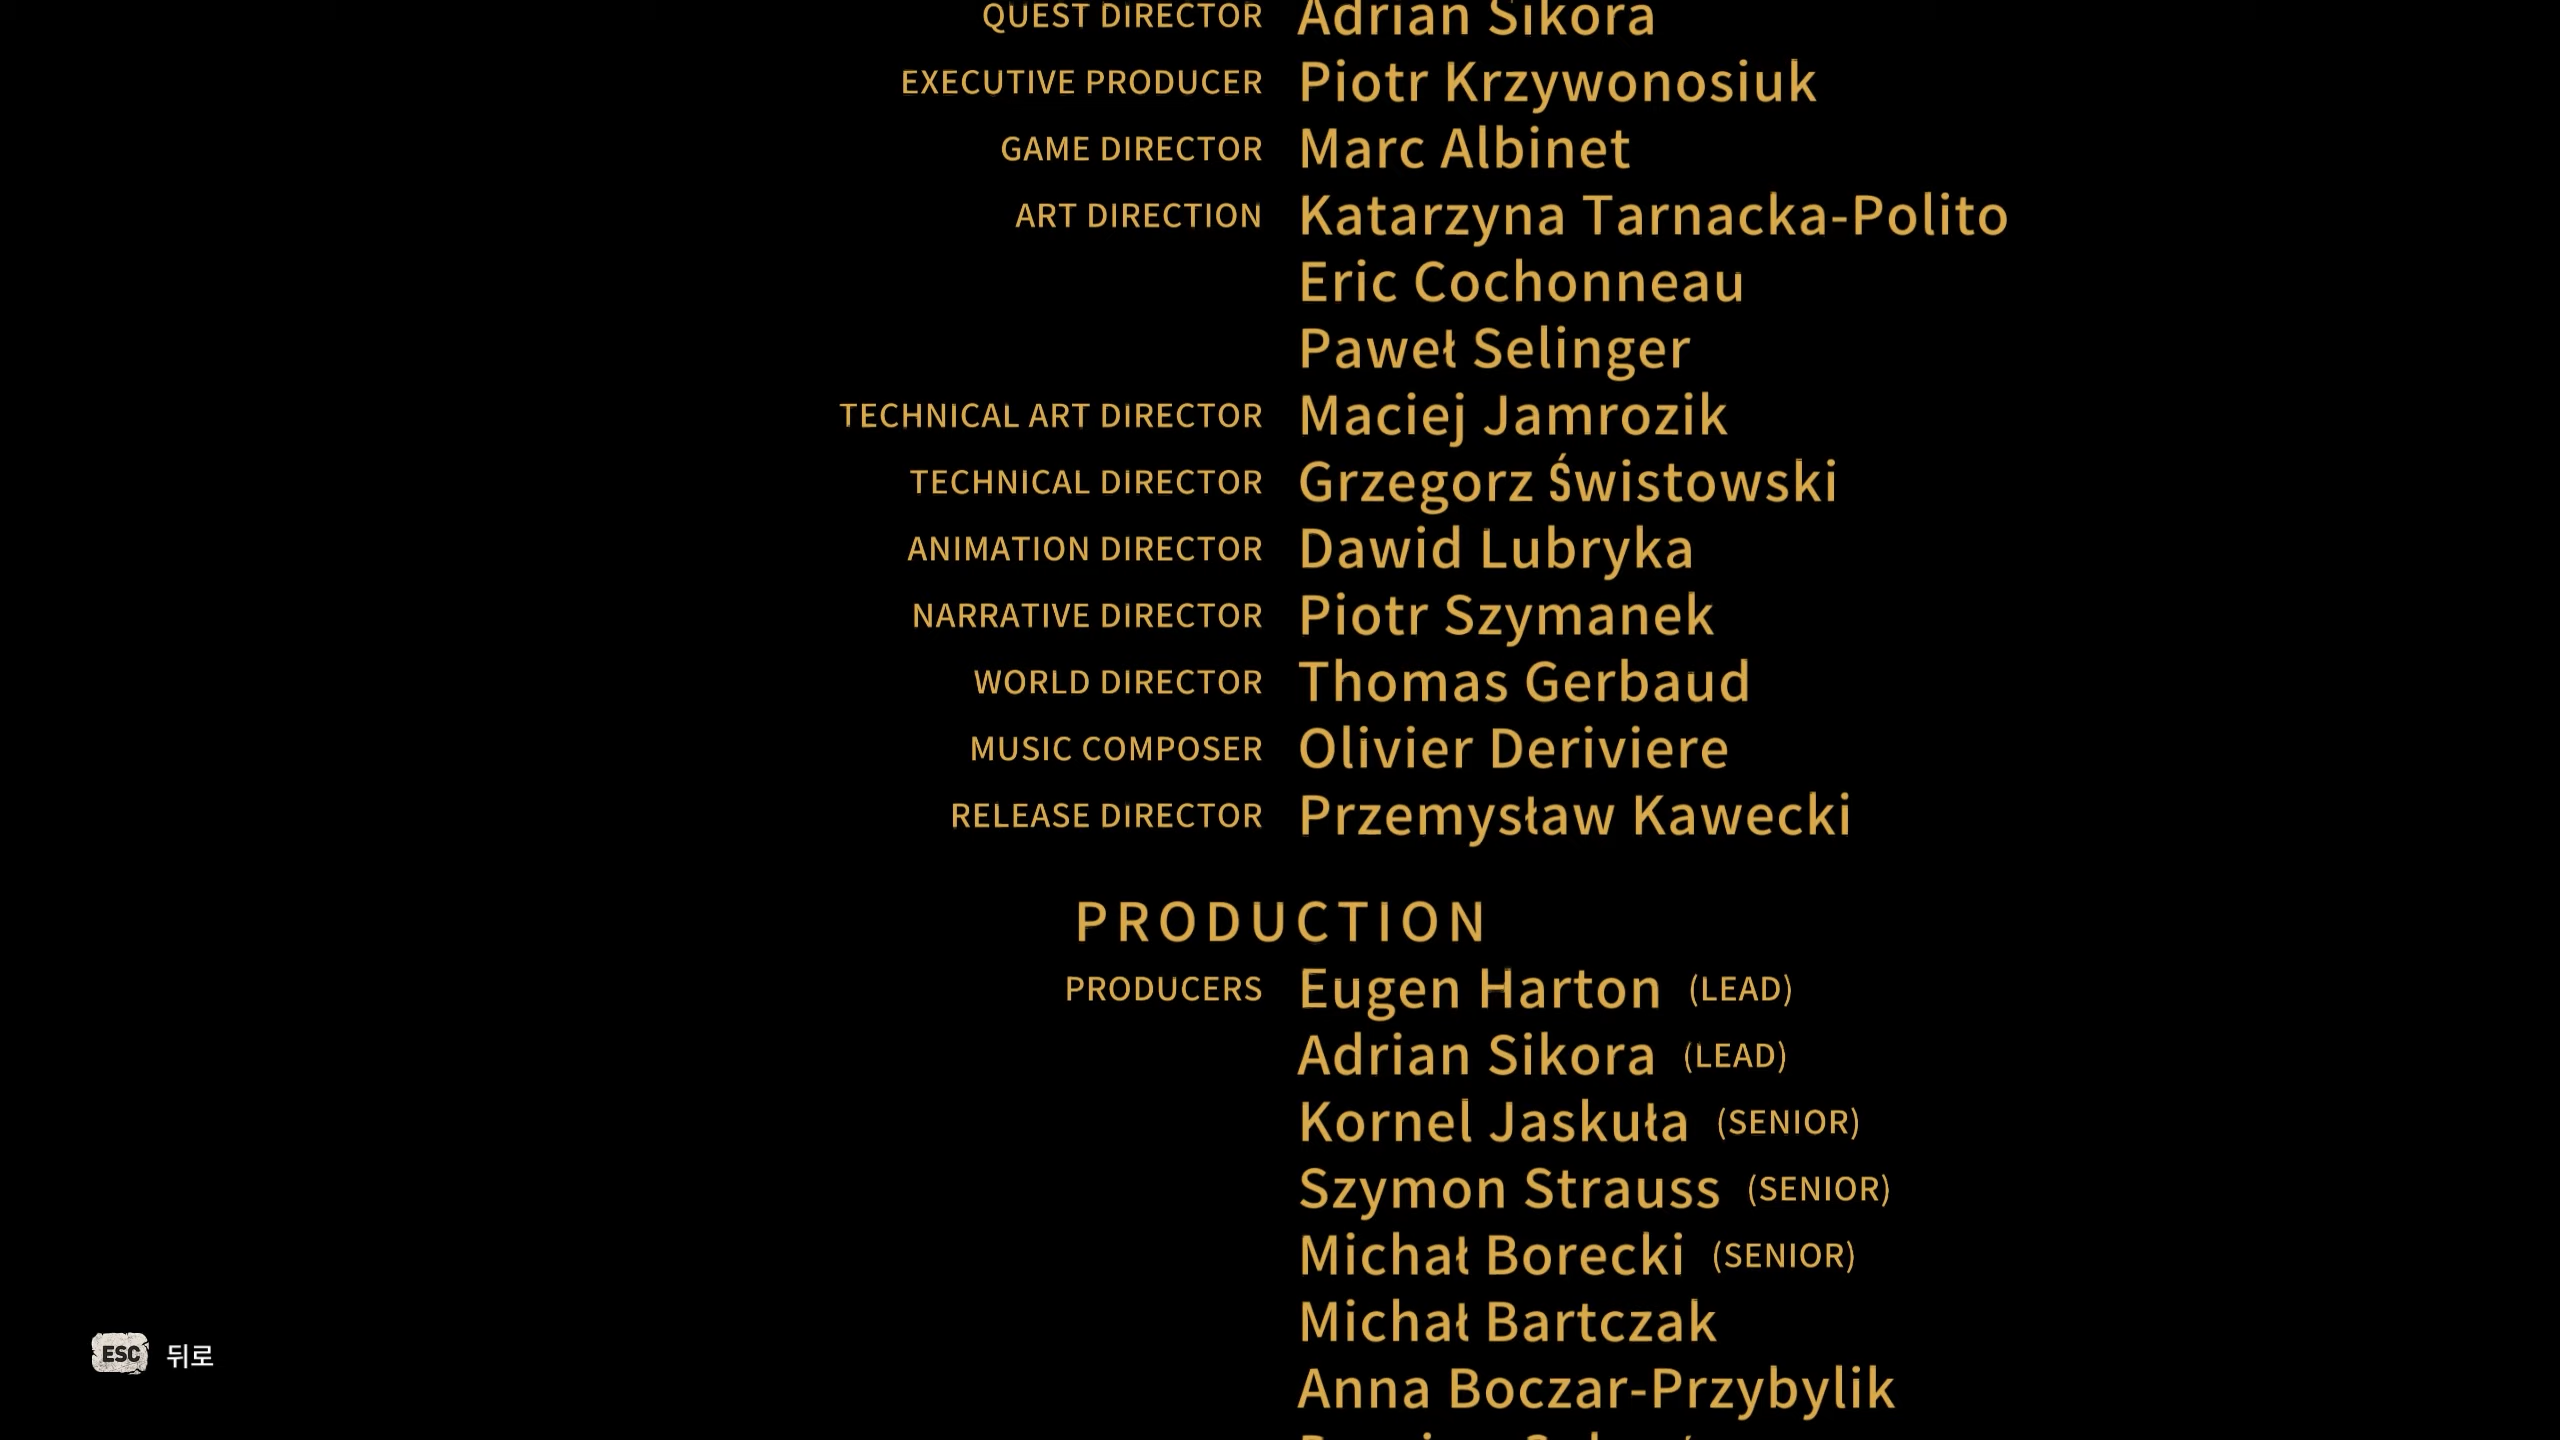 QUEST DIRECTOR Adrian Sikora
EXECUTIVE PRODUCER Piotr Krzywonosiuk
GAME DIRECTOR Marc Albinet
ART DIRECTION Katarzyna Tarnacka-Polito
Eric Cochonneau
Paweł Selinger
TECHNICAL ART DIRECTOR Maciej Jamrozik
TECHNICAL DIRECTOR Grzegorz Świstowski
ANIMATION DIRECTOR Dawid Lubryka
NARRATIVE DIRECTOR Piotr Szymanek
WORLD DIRECTOR Thomas Gerbaud
MUSIC COMPOSER Olivier Deriviere
RELEASE DIRECTOR Przemysław Kawecki
PRODUCTION
PRODUCERS Eugen Harton (LEAD)
Adrian Sikora (LEAD)
Kornel Jaskuła (SENIOR)
Szymon Strauss (SENIOR)
Michał Borecki (SENIOR)
Michał Bartczak
Anna Boczar-Przybylik
ESC 뒤로